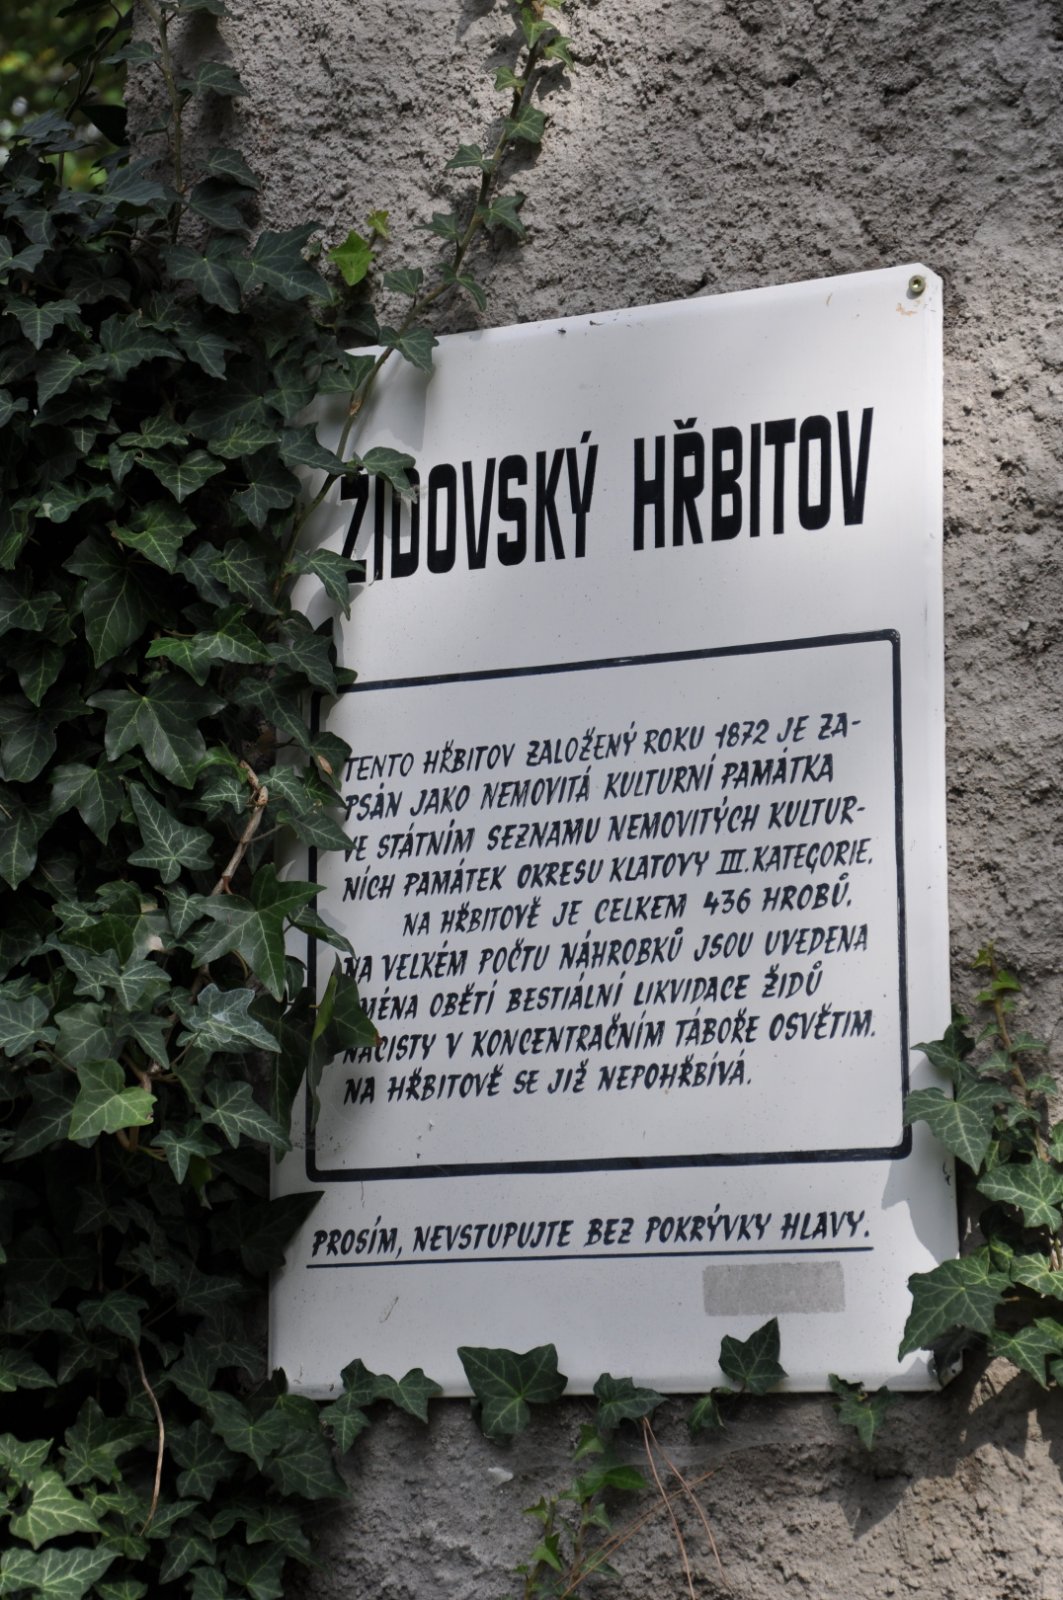 ŽIDOVSKÝ HŘBITOV
TENTO HŘBITOV ZALOŽENÝ ROKU 1872 JE ZA-
PSÁN JAKO NEMOVITÁ KULTURNÍ PAMÁTKA
VE STÁTNÍM SEZNAMU NEMOVITÝCH KULTUR-
NÍCH PAMÁTEK OKRESU KLATOVY III. KATEGORIE.
NA HŘBITOVĚ JE CELKEM 436 HROBŮ.
NA VELKÉM POČTU NÁHROBKŮ JSOU UVEDENA
JMÉNA OBĚTÍ BESTIÁLNÍ LIKVIDACE ŽIDŮ
NACISTY V KONCENTRAČNÍM TÁBOŘE OSVĚTIM.
NA HŘBITOVĚ SE JIŽ NEPOHŘBÍVÁ.
PROSÍM, NEVSTUPUJTE BEZ POKRÝVKY HLAVY.